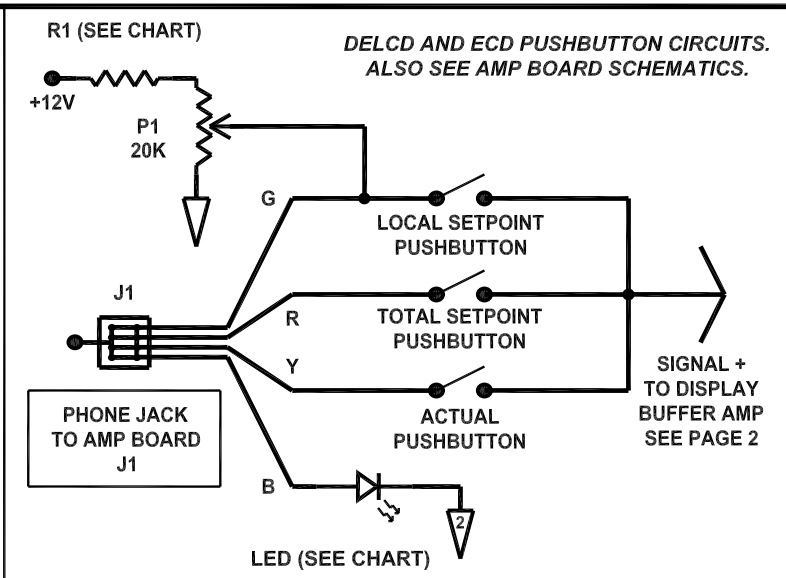 R1 (SEE CHART)
DELCD AND ECD PUSHBUTTON CIRCUITS.
ALSO SEE AMP BOARD SCHEMATICS.
+12V
P1
20K
G
LOCAL SETPOINT
PUSHBUTTON
J1
R
TOTAL SETPOINT
PUSHBUTTON
Y
SIGNAL +
TO DISPLAY
BUFFER AMP
SEE PAGE 2
ACTUAL
PUSHBUTTON
PHONE JACK
TO AMP BOARD
J1
B
2
LED (SEE CHART)